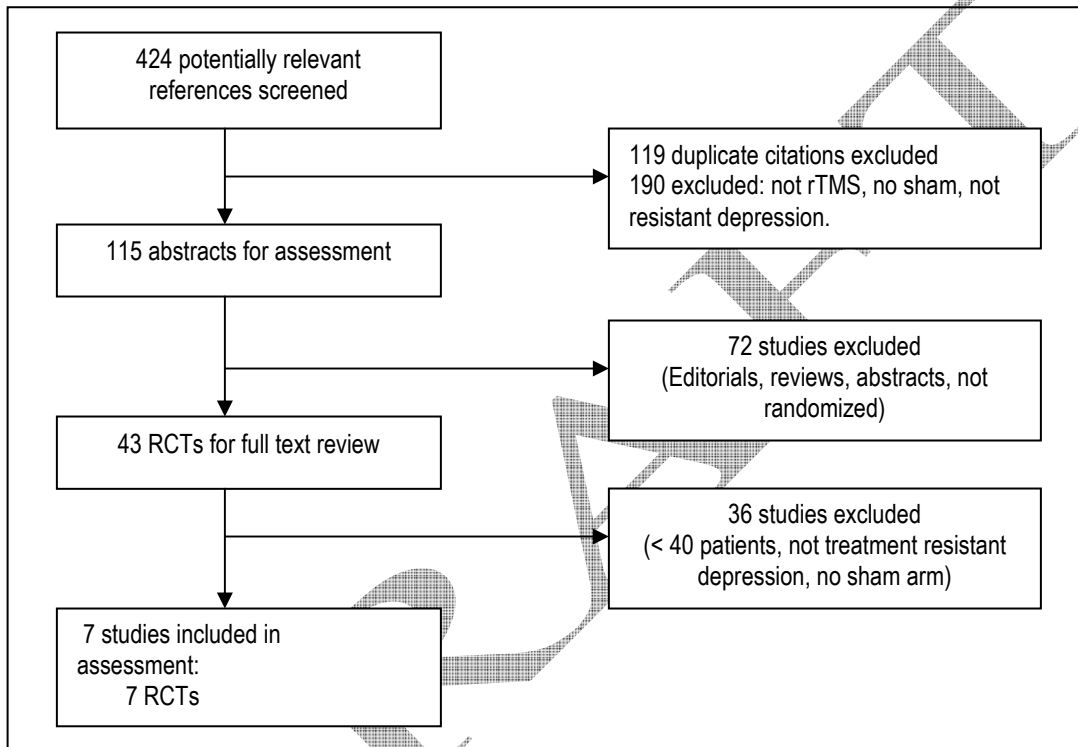 424 potentially relevant
references screened
119 duplicate citations excluded
190 excluded: not rTMS, no sham, not
resistant depression.
115 abstracts for assessment
72 studies excluded
(Editorials, reviews, abstracts, not
randomized)
43 RCTs for full text review
36 studies excluded
(< 40 patients, not treatment resistant
depression, no sham arm)
7 studies included in
assessment:
7 RCTs